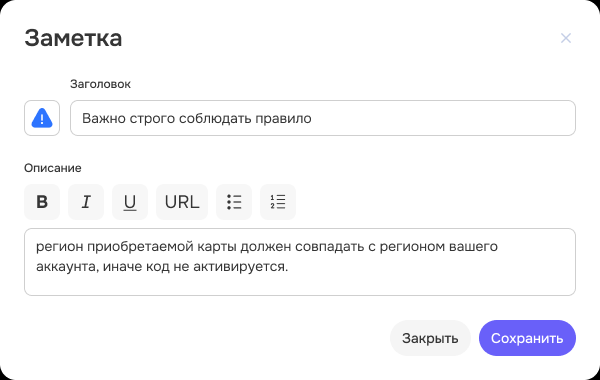 Заметка
Заголовок
Важно строго соблюдать правило
Описание
B I U URL
регион приобретаемой карты должен совпадать с регионом вашего
аккаунта, иначе код не активируется.
Закрыть Сохранить